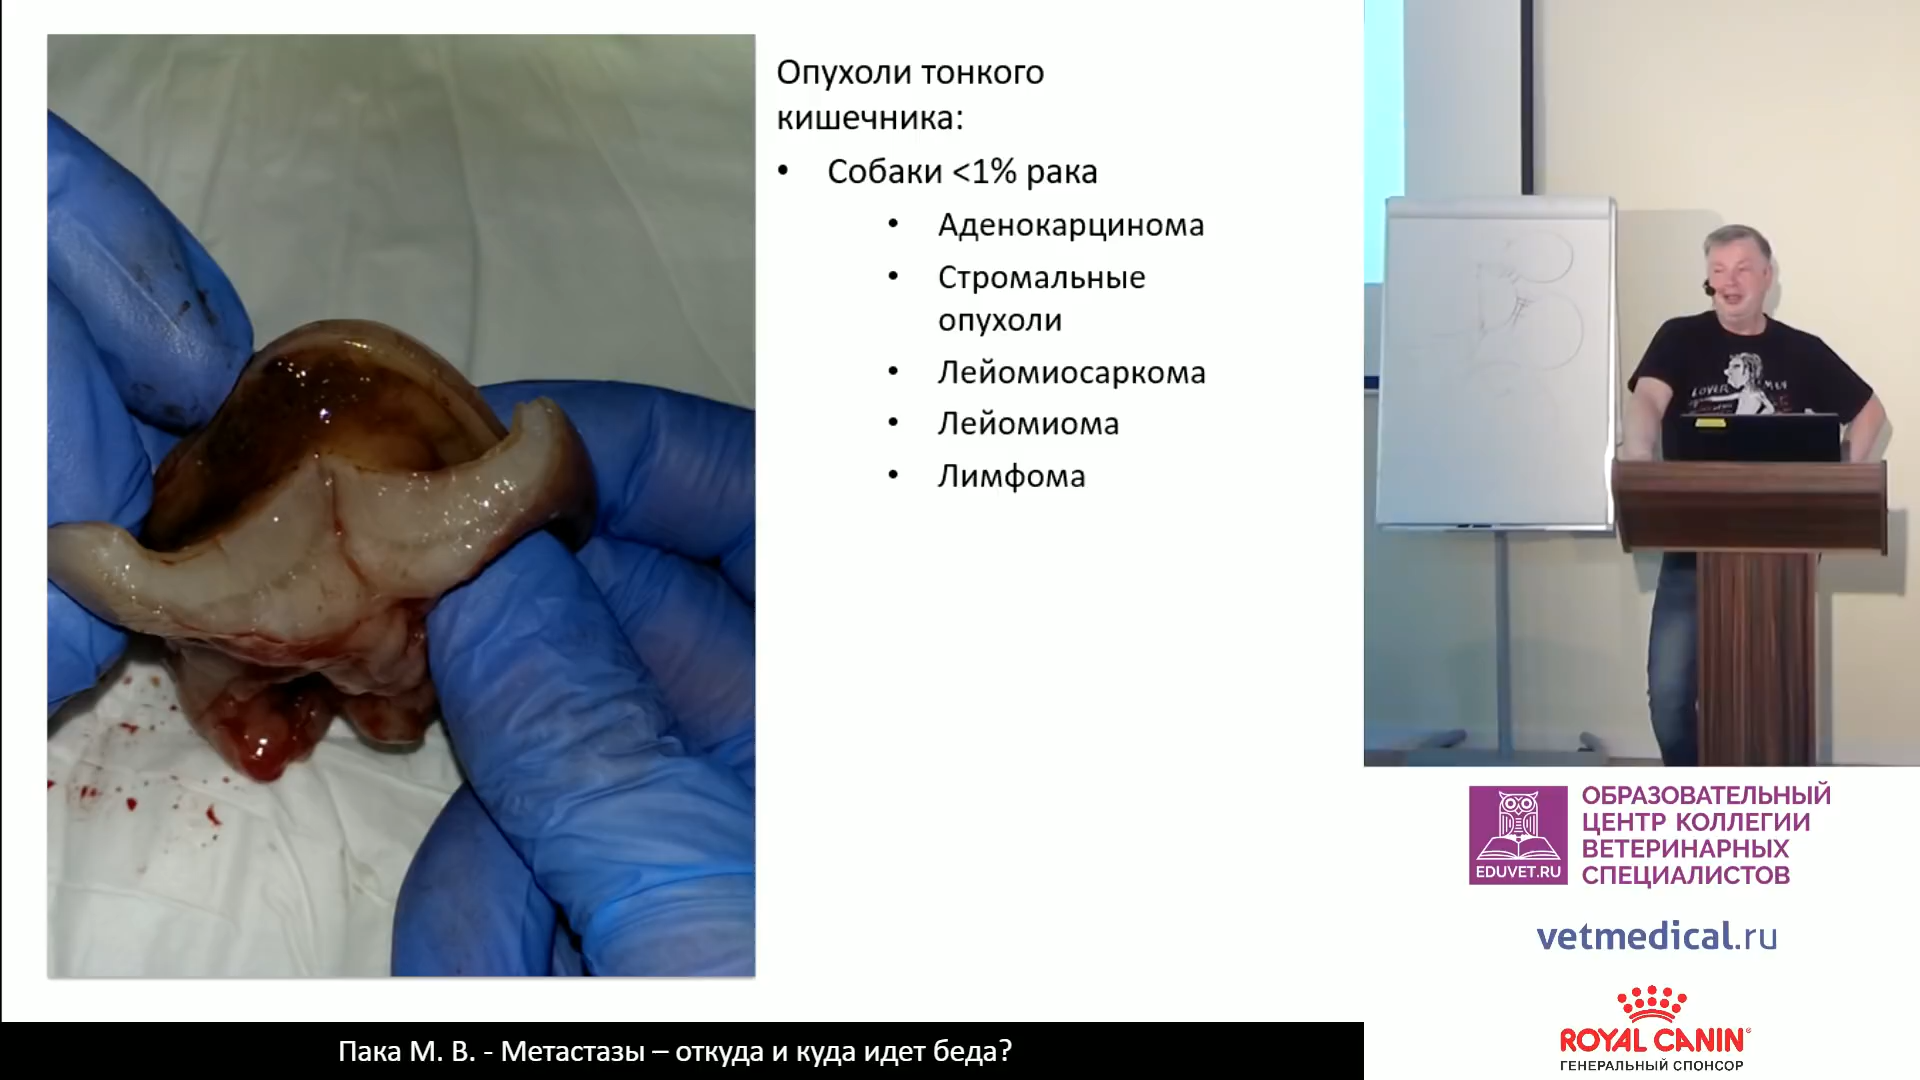 Опухоли тонкого
кишечника:
• Собаки <1% рака
• Аденокарцинома
• Стромальные
опухоли
• Лейомиосаркома
• Лейомиома
• Лимфома
LOVER
ОБРАЗОВАТЕЛЬНЫЙ
ЦЕНТР КОЛЛЕГИИ
ВЕТЕРИНАРНЫХ
СПЕЦИАЛИСТОВ
EDUVET.RU
vetmedical.ru
ROYAL CANIN®
ГЕНЕРАЛЬНЫЙ СПОНСОР
Пака М. В. - Метастазы – откуда и куда идет беда?